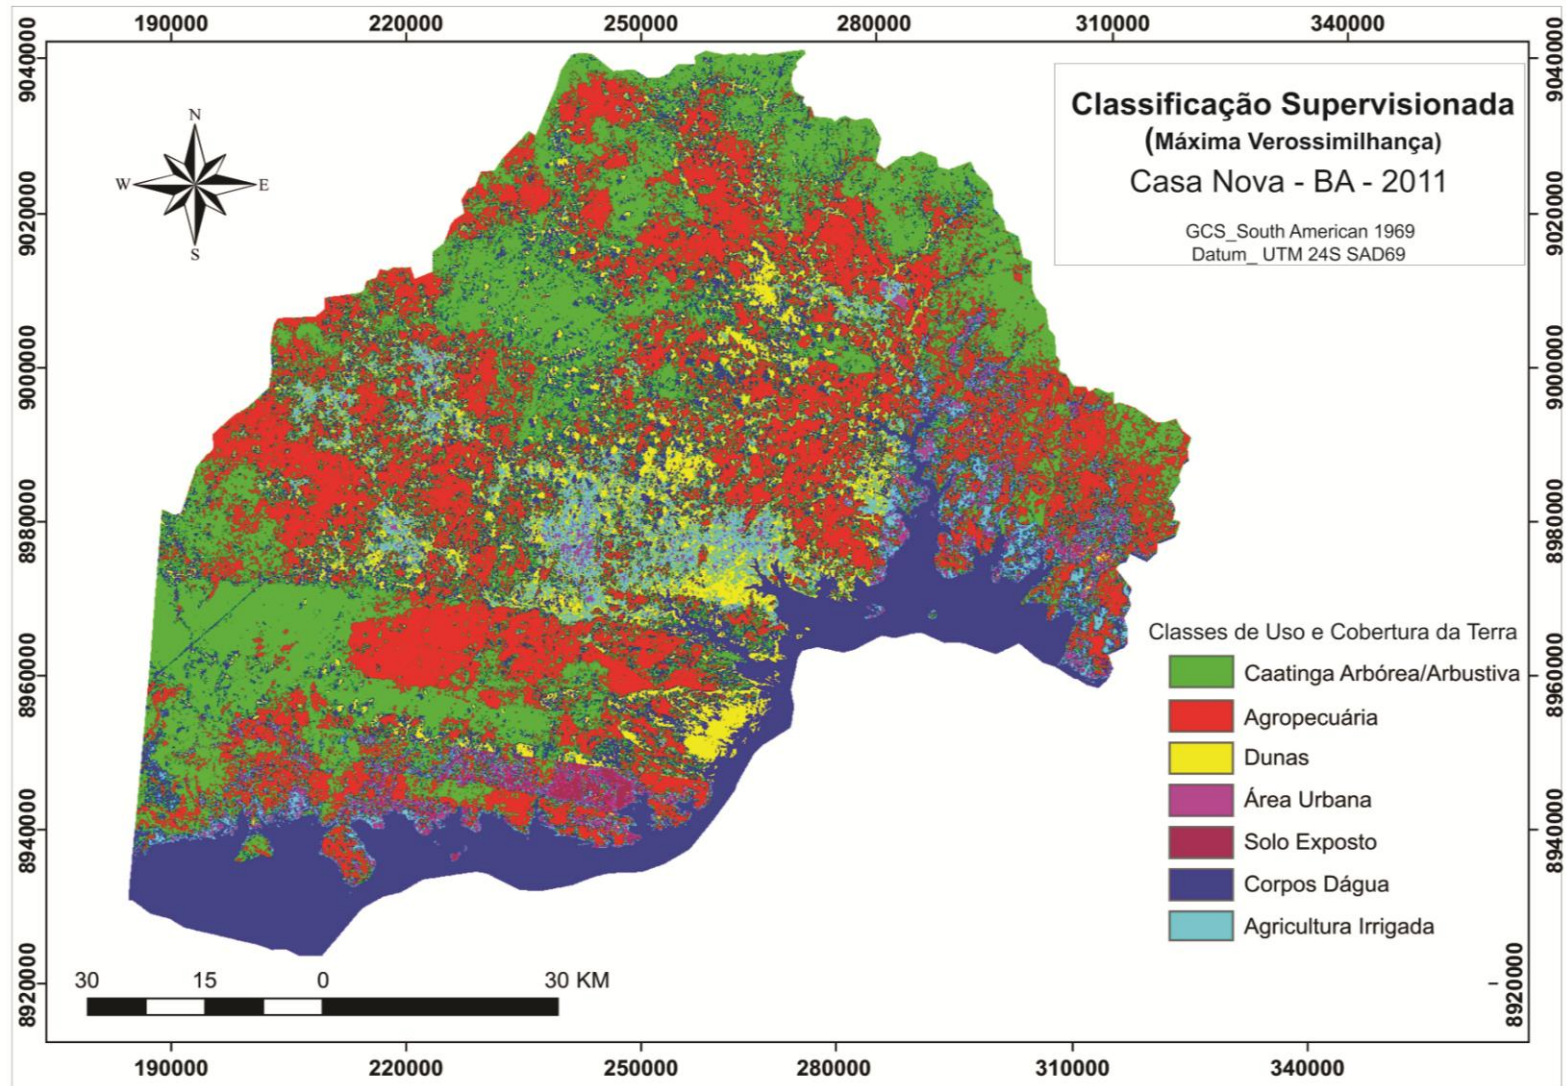 190000 220000 250000 280000 310000 340000
Classificação Supervisionada
(Máxima Verossimilhança)
Casa Nova - BA - 2011
GCS_South American 1969
Datum_ UTM 24S SAD69
N
W E
S
9040000 9040000
9020000 9020000
9000000 9000000
8980000 8980000
8960000 8960000
8940000 8940000
8920000 8920000
Classes de Uso e Cobertura da Terra
Caatinga Arbórea/Arbustiva
Agropecuária
Dunas
Área Urbana
Solo Exposto
Corpos Dágua
Agricultura Irrigada
30 15 0 30 KM
190000 220000 250000 280000 310000 340000